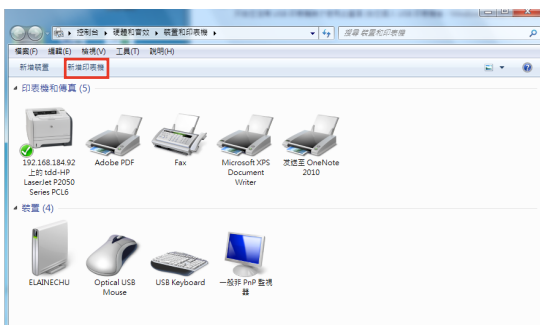 控制台 ▸ 硬體和音效 ▸ 裝置和印表機 ▸
搜尋 裝置和印表機
檔案(F) 編輯(E) 檢視(V) 工具(T) 說明(H)
新增裝置 新增印表機
印表機和傳真 (5)
192.168.184.92 上的 tdd-HP LaserJet P2050 Series PCL6
Adobe PDF
Fax
Microsoft XPS Document Writer
发送至 OneNote 2010
裝置 (4)
ELAINECHU
Optical USB Mouse
USB Keyboard
一般非 PnP 監視器